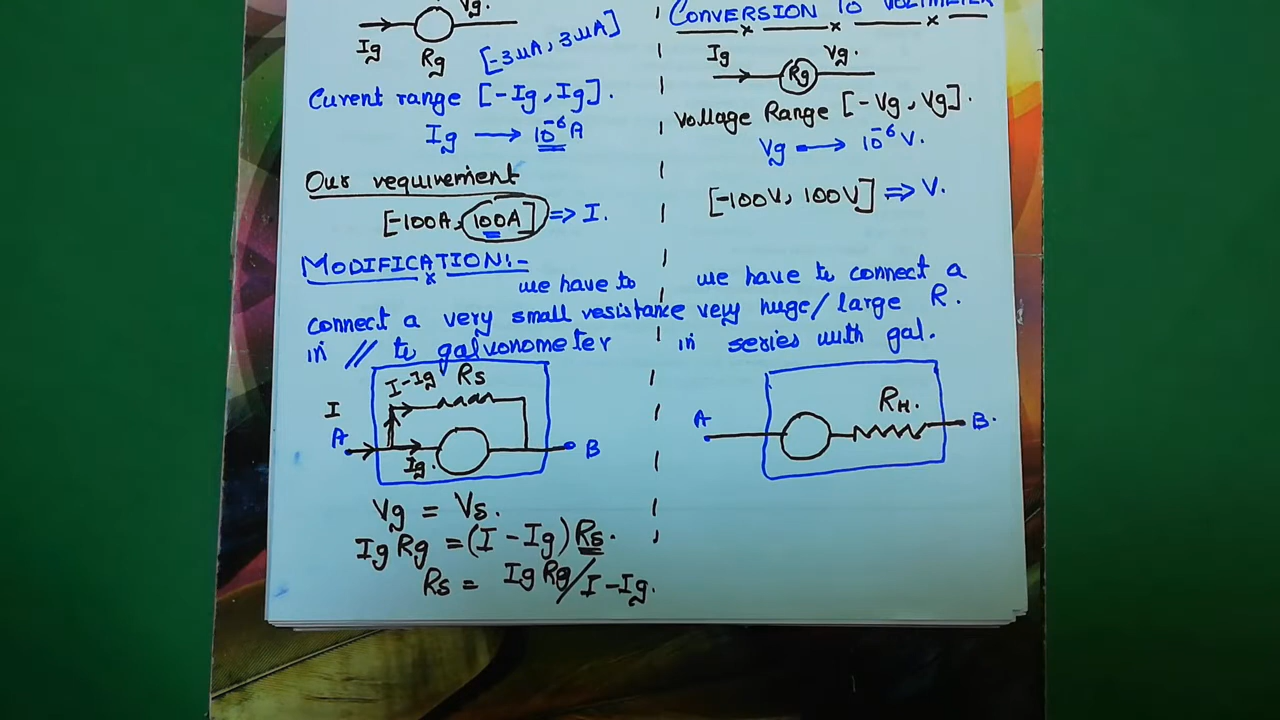 Vg.
Ig
Rg
[-3μA, 3μA]
Current range [-Ig, Ig].
Ig → 10⁻⁶A
Our requirement
[-100A, 100A] => I.
MODIFICATION:-
we have to
connect a very small resistance
in // to galvonometer
I-Ig Rs
I
A
Ig.
B
Vg = Vs.
Ig Rg = (I - Ig) Rs.
Rs = Ig Rg / I - Ig.
CONVERSION TO VOLTMETER
Ig Vg.
Rg
Voltage Range [-Vg, Vg].
Vg → 10⁻⁶ V.
[-100V, 100V] => V.
we have to connect a
very huge/large R.
in series with gal.
A
RH.
B.